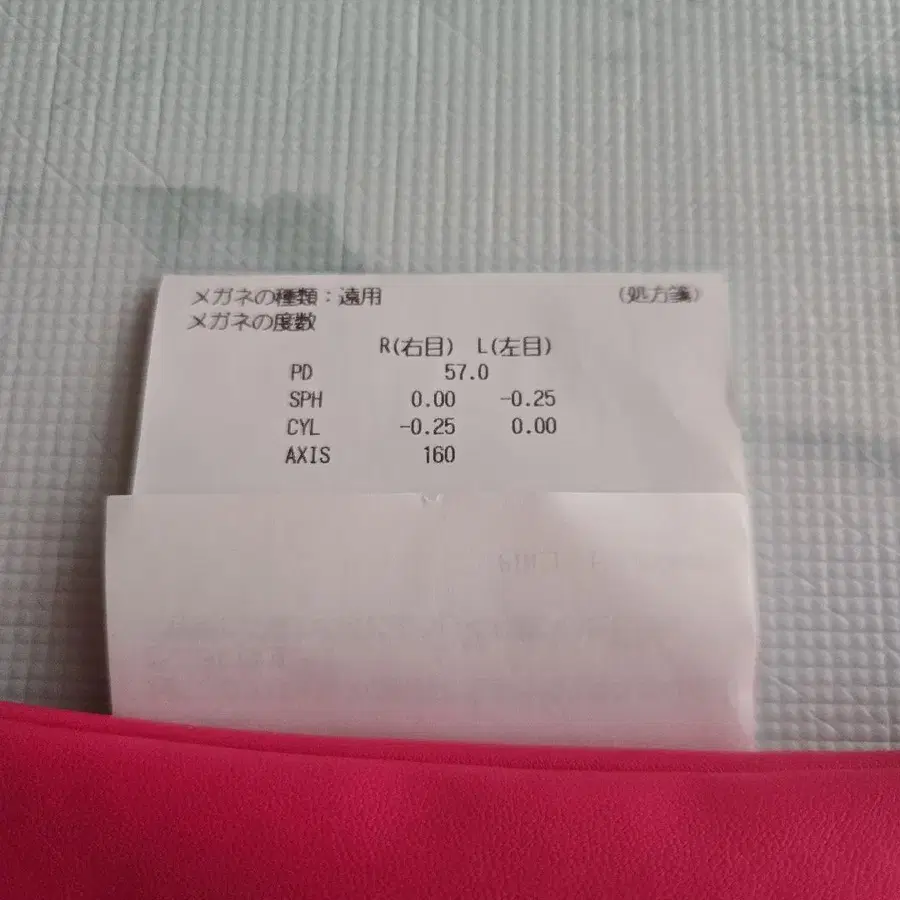 メガネの種類：遠用 (処方箋)
メガネの度数
R(右目) L(左目)
PD 57.0
SPH 0.00 -0.25
CYL -0.25 0.00
AXIS 160